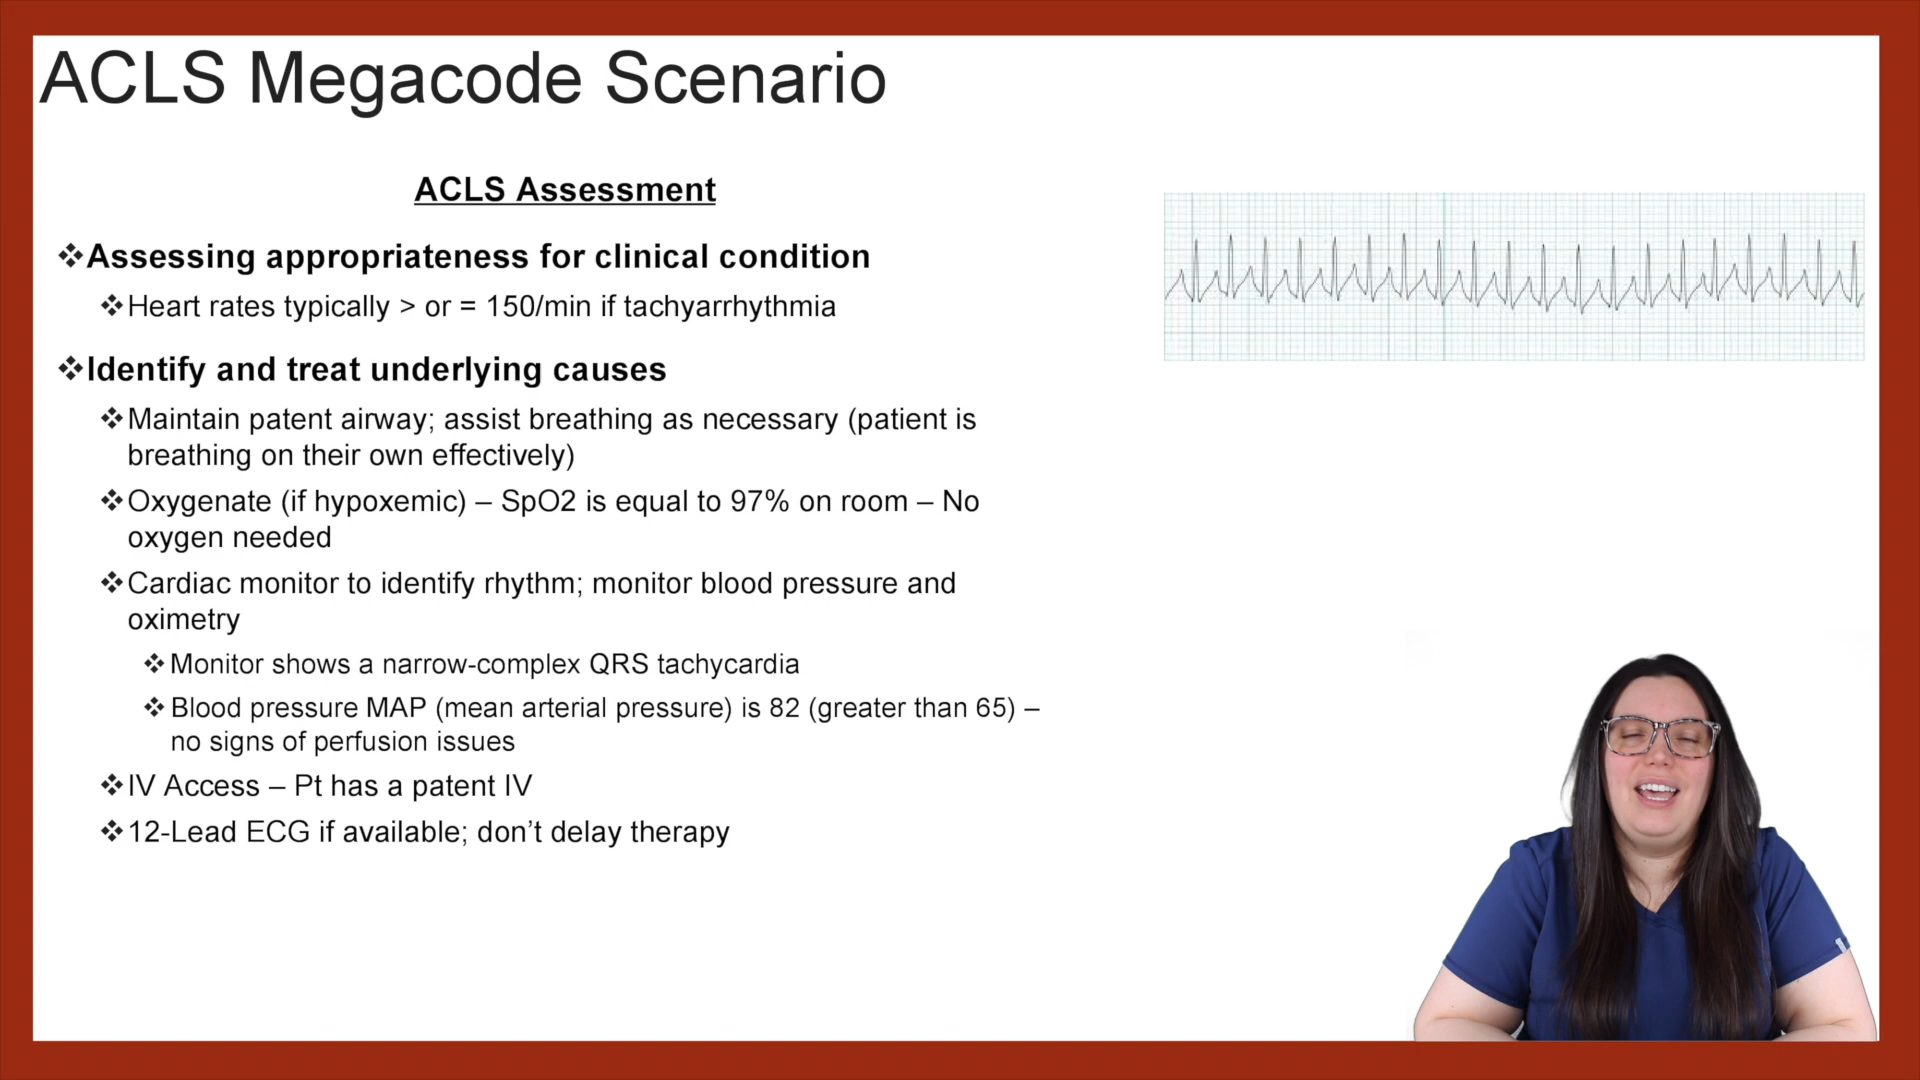 ACLS Megacode Scenario
ACLS Assessment
❖Assessing appropriateness for clinical condition
❖Heart rates typically > or = 150/min if tachyarrhythmia
❖Identify and treat underlying causes
❖Maintain patent airway; assist breathing as necessary (patient is
breathing on their own effectively)
❖Oxygenate (if hypoxemic) – SpO2 is equal to 97% on room – No
oxygen needed
❖Cardiac monitor to identify rhythm; monitor blood pressure and
oximetry
❖Monitor shows a narrow-complex QRS tachycardia
❖Blood pressure MAP (mean arterial pressure) is 82 (greater than 65) –
no signs of perfusion issues
❖IV Access – Pt has a patent IV
❖12-Lead ECG if available; don’t delay therapy